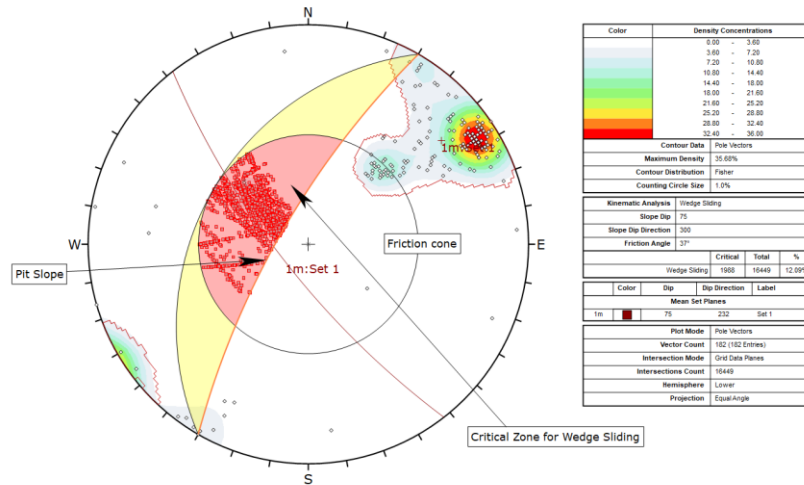 N
W
E
S
Pit Slope
Friction cone
1m:Set 1
1m:Set 1
Critical Zone for Wedge Sliding
Color Density Concentrations
0.00 - 3.60
3.60 - 7.20
7.20 - 10.80
10.80 - 14.40
14.40 - 18.00
18.00 - 21.60
21.60 - 25.20
25.20 - 28.80
28.80 - 32.40
32.40 - 36.00
Contour Data Pole Vectors
Maximum Density 35.68%
Contour Distribution Fisher
Counting Circle Size 1.0%
Kinematic Analysis Wedge Sliding
Slope Dip 75
Slope Dip Direction 300
Friction Angle 37°
Critical Total %
Wedge Sliding 1988 16449 12.09%
Color Dip Dip Direction Label
Mean Set Planes
1m 75 232 Set 1
Plot Mode Pole Vectors
Vector Count 182 (182 Entries)
Intersection Mode Grid Data Planes
Intersections Count 16449
Hemisphere Lower
Projection Equal Angle